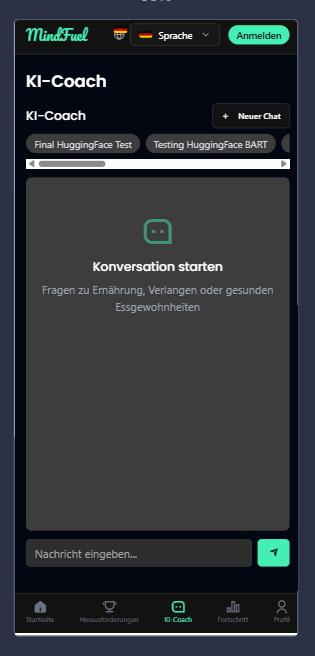 MindFuel
Sprache
Anmelden
KI-Coach
KI-Coach
+ Neuer Chat
Final HuggingFace Test
Testing HuggingFace BART
Konversation starten
Fragen zu Ernährung, Verlangen oder gesunden
Essgewohnheiten
Nachricht eingeben...
Startseite
Herausforderungen
KI-Coach
Fortschritt
Profil